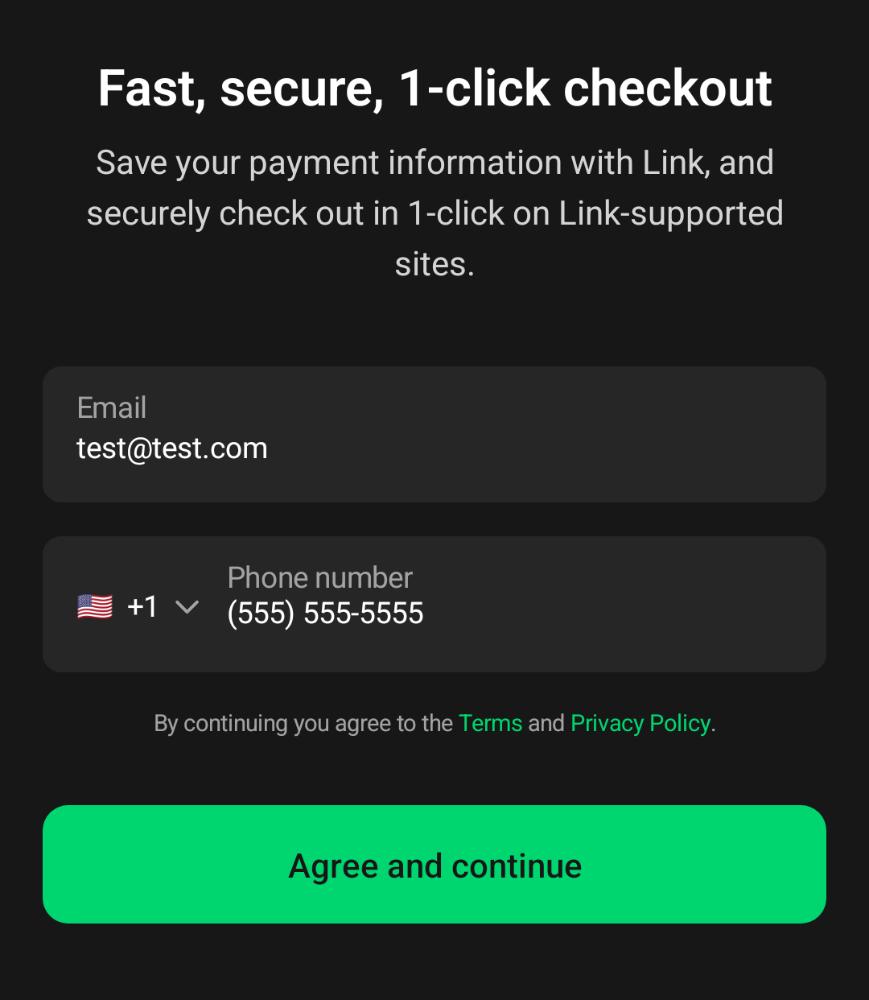 Fast, secure, 1-click checkout
Save your payment information with Link, and
securely check out in 1-click on Link-supported
sites.
Email
test@test.com
Phone number
+1
(555) 555-5555
By continuing you agree to the Terms and Privacy Policy.
Agree and continue